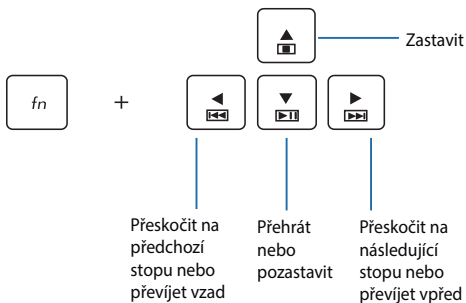 Zastavit
fn +
Přeskočit na
předchozí
stopu nebo
převíjet vzad
Přehrát
nebo
pozastavit
Přeskočit na
následující
stopu nebo
převíjet vpřed